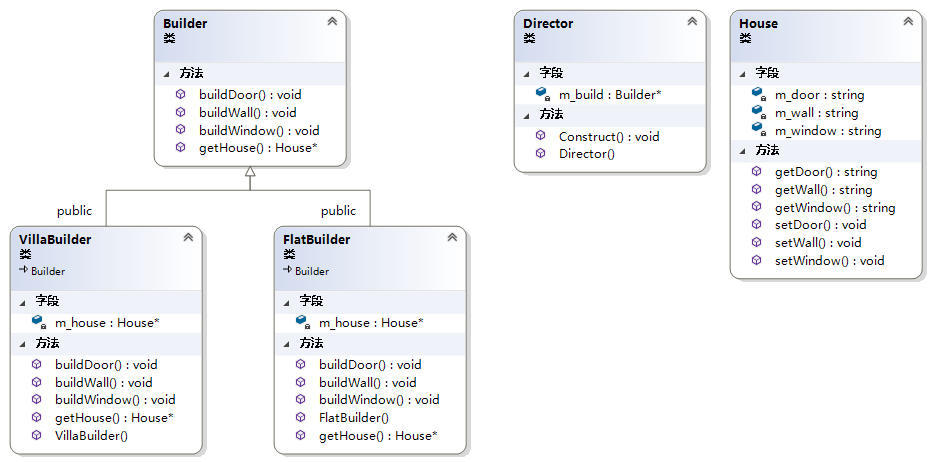 Builder
类
方法
buildDoor() : void
buildWall() : void
buildWindow() : void
getHouse() : House*
Director
类
字段
m_build : Builder*
方法
Construct() : void
Director()
House
类
字段
m_door : string
m_wall : string
m_window : string
方法
getDoor() : string
getWall() : string
getWindow() : string
setDoor() : void
setWall() : void
setWindow() : void
public
public
VillaBuilder
类
Builder
字段
m_house : House*
方法
buildDoor() : void
buildWall() : void
buildWindow() : void
getHouse() : House*
VillaBuilder()
FlatBuilder
类
Builder
字段
m_house : House*
方法
buildDoor() : void
buildWall() : void
buildWindow() : void
FlatBuilder()
getHouse() : House*